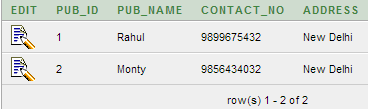 EDIT PUB_ID PUB_NAME CONTACT_NO ADDRESS
1 Rahul 9899675432 New Delhi
2 Monty 9856434032 New Delhi
row(s) 1 - 2 of 2